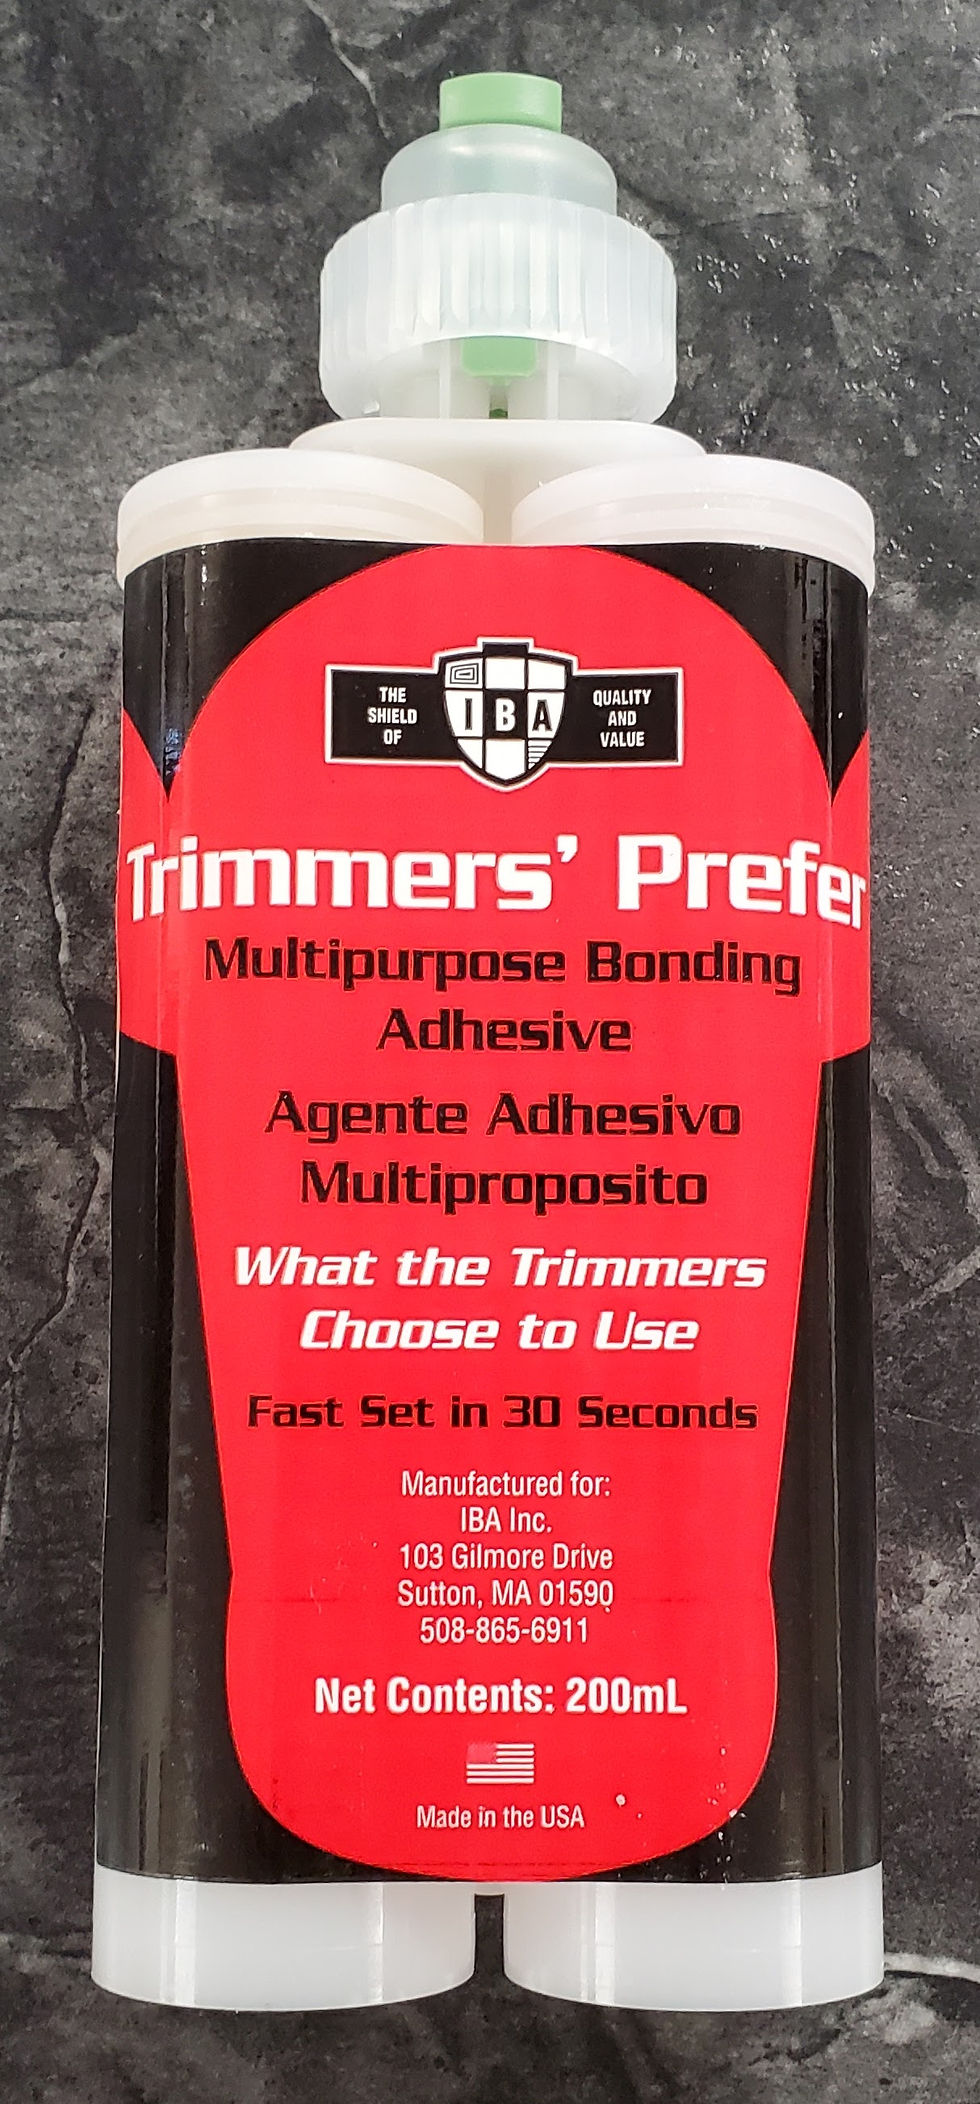 THE
SHIELD
OF
IBA
QUALITY
AND
VALUE
Trimmers' Prefer
Multipurpose Bonding
Adhesive
Agente Adhesivo
Multiproposito
What the Trimmers
Choose to Use
Fast Set in 30 Seconds
Manufactured for:
IBA Inc.
103 Gilmore Drive
Sutton, MA 01590
508-865-6911
Net Contents: 200mL
Made in the USA